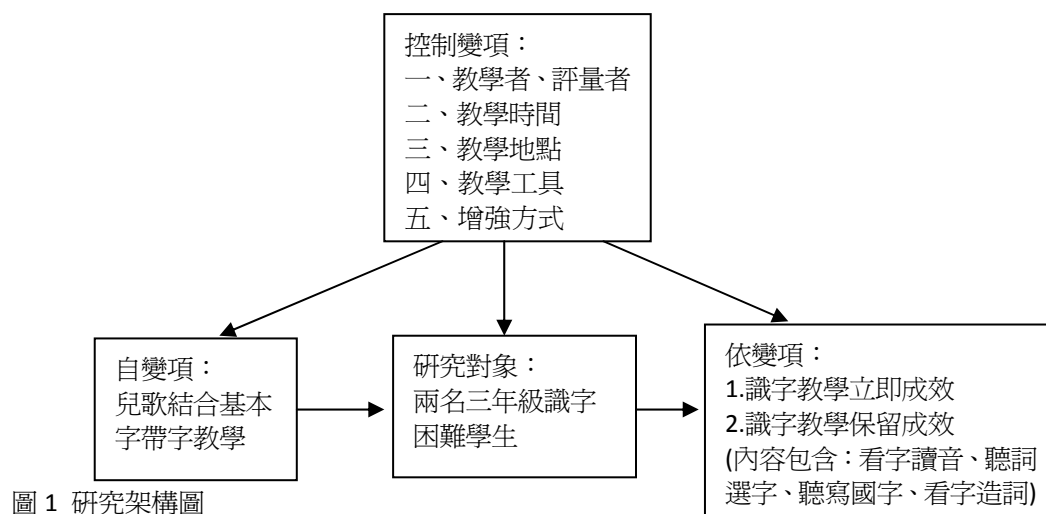 控制變項：
一、教學者、評量者
二、教學時間
三、教學地點
四、教學工具
五、增強方式
自變項：
兒歌結合基本
字帶字教學
研究對象：
兩名三年級識字
困難學生
依變項：
1.識字教學立即成效
2.識字教學保留成效
(內容包含：看字讀音、聽詞
選字、聽寫國字、看字造詞)
圖 1 研究架構圖